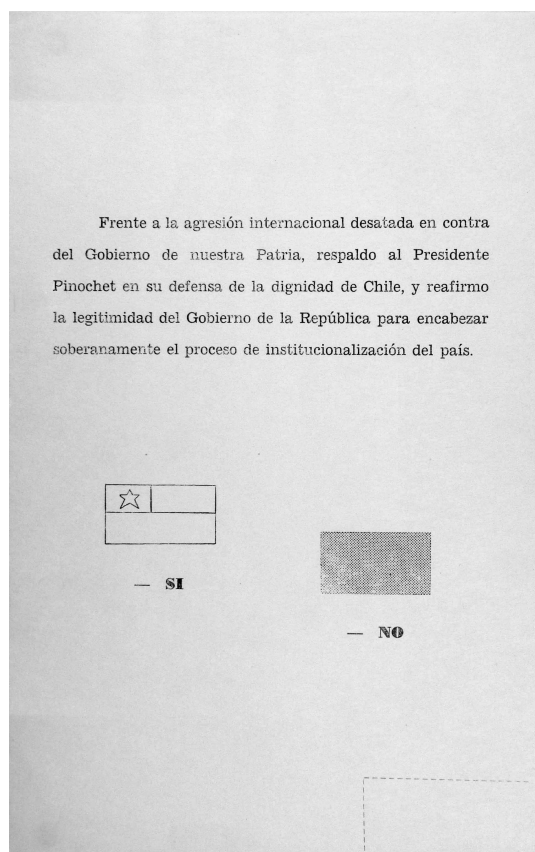 Frente a la agresión internacional desatada en contra
del Gobierno de nuestra Patria, respaldo al Presidente
Pinochet en su defensa de la dignidad de Chile, y reafirmo
la legitimidad del Gobierno de la República para encabezar
soberanamente el proceso de institucionalización del país.
— SI
— NO